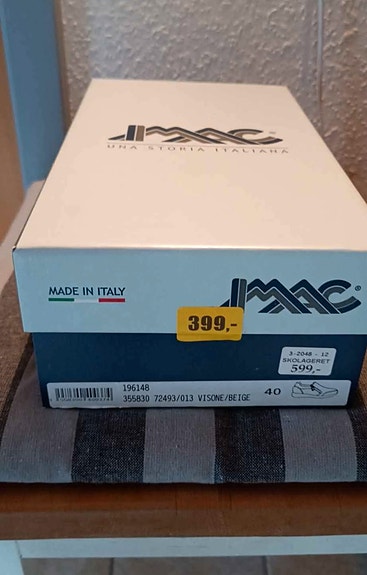 IMAC®
UNA STORIA ITALIANA
MADE IN ITALY
IMAC®
399,-
3-2048 - 12
SKOLAGERET
599,-
196148
355830 72493/013 VISONE/BEIGE 40